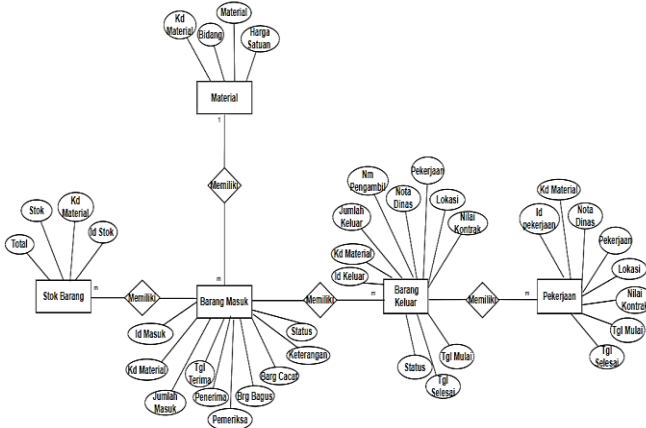 Kd
Material
Bidang
Material
Harga
Satuan
Material
1
Memiliki
m
Stok
Kd
Material
Total
Id Stok
Stok Barang
m
Memiliki
Barang Masuk
Id Masuk
Kd Material
Jumlah
Masuk
Tgl
Terima
Penerima
Pemeriksa
Brg Bagus
Barg Cacat
Keterangan
Status
Memiliki
m
Nm
Pengambil
Pekerjaan
Nota
Dinas
Lokasi
Jumlah
Keluar
Nilai
Kontrak
Kd Material
Id Keluar
Barang
Keluar
Status
Tgl
Selesai
Tgl Mulai
Memiliki
m
Kd Material
Id
pekerjaan
Nota
Dinas
Pekerjaan
Lokasi
Nilai
Kontrak
Tgl Mulai
Tgl
Selesai
Pekerjaan